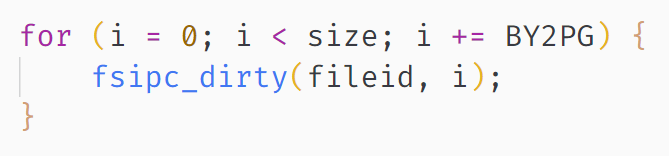 for (i = 0; i < size; i += BY2PG) {
    fsipc_dirty(fileid, i);
}